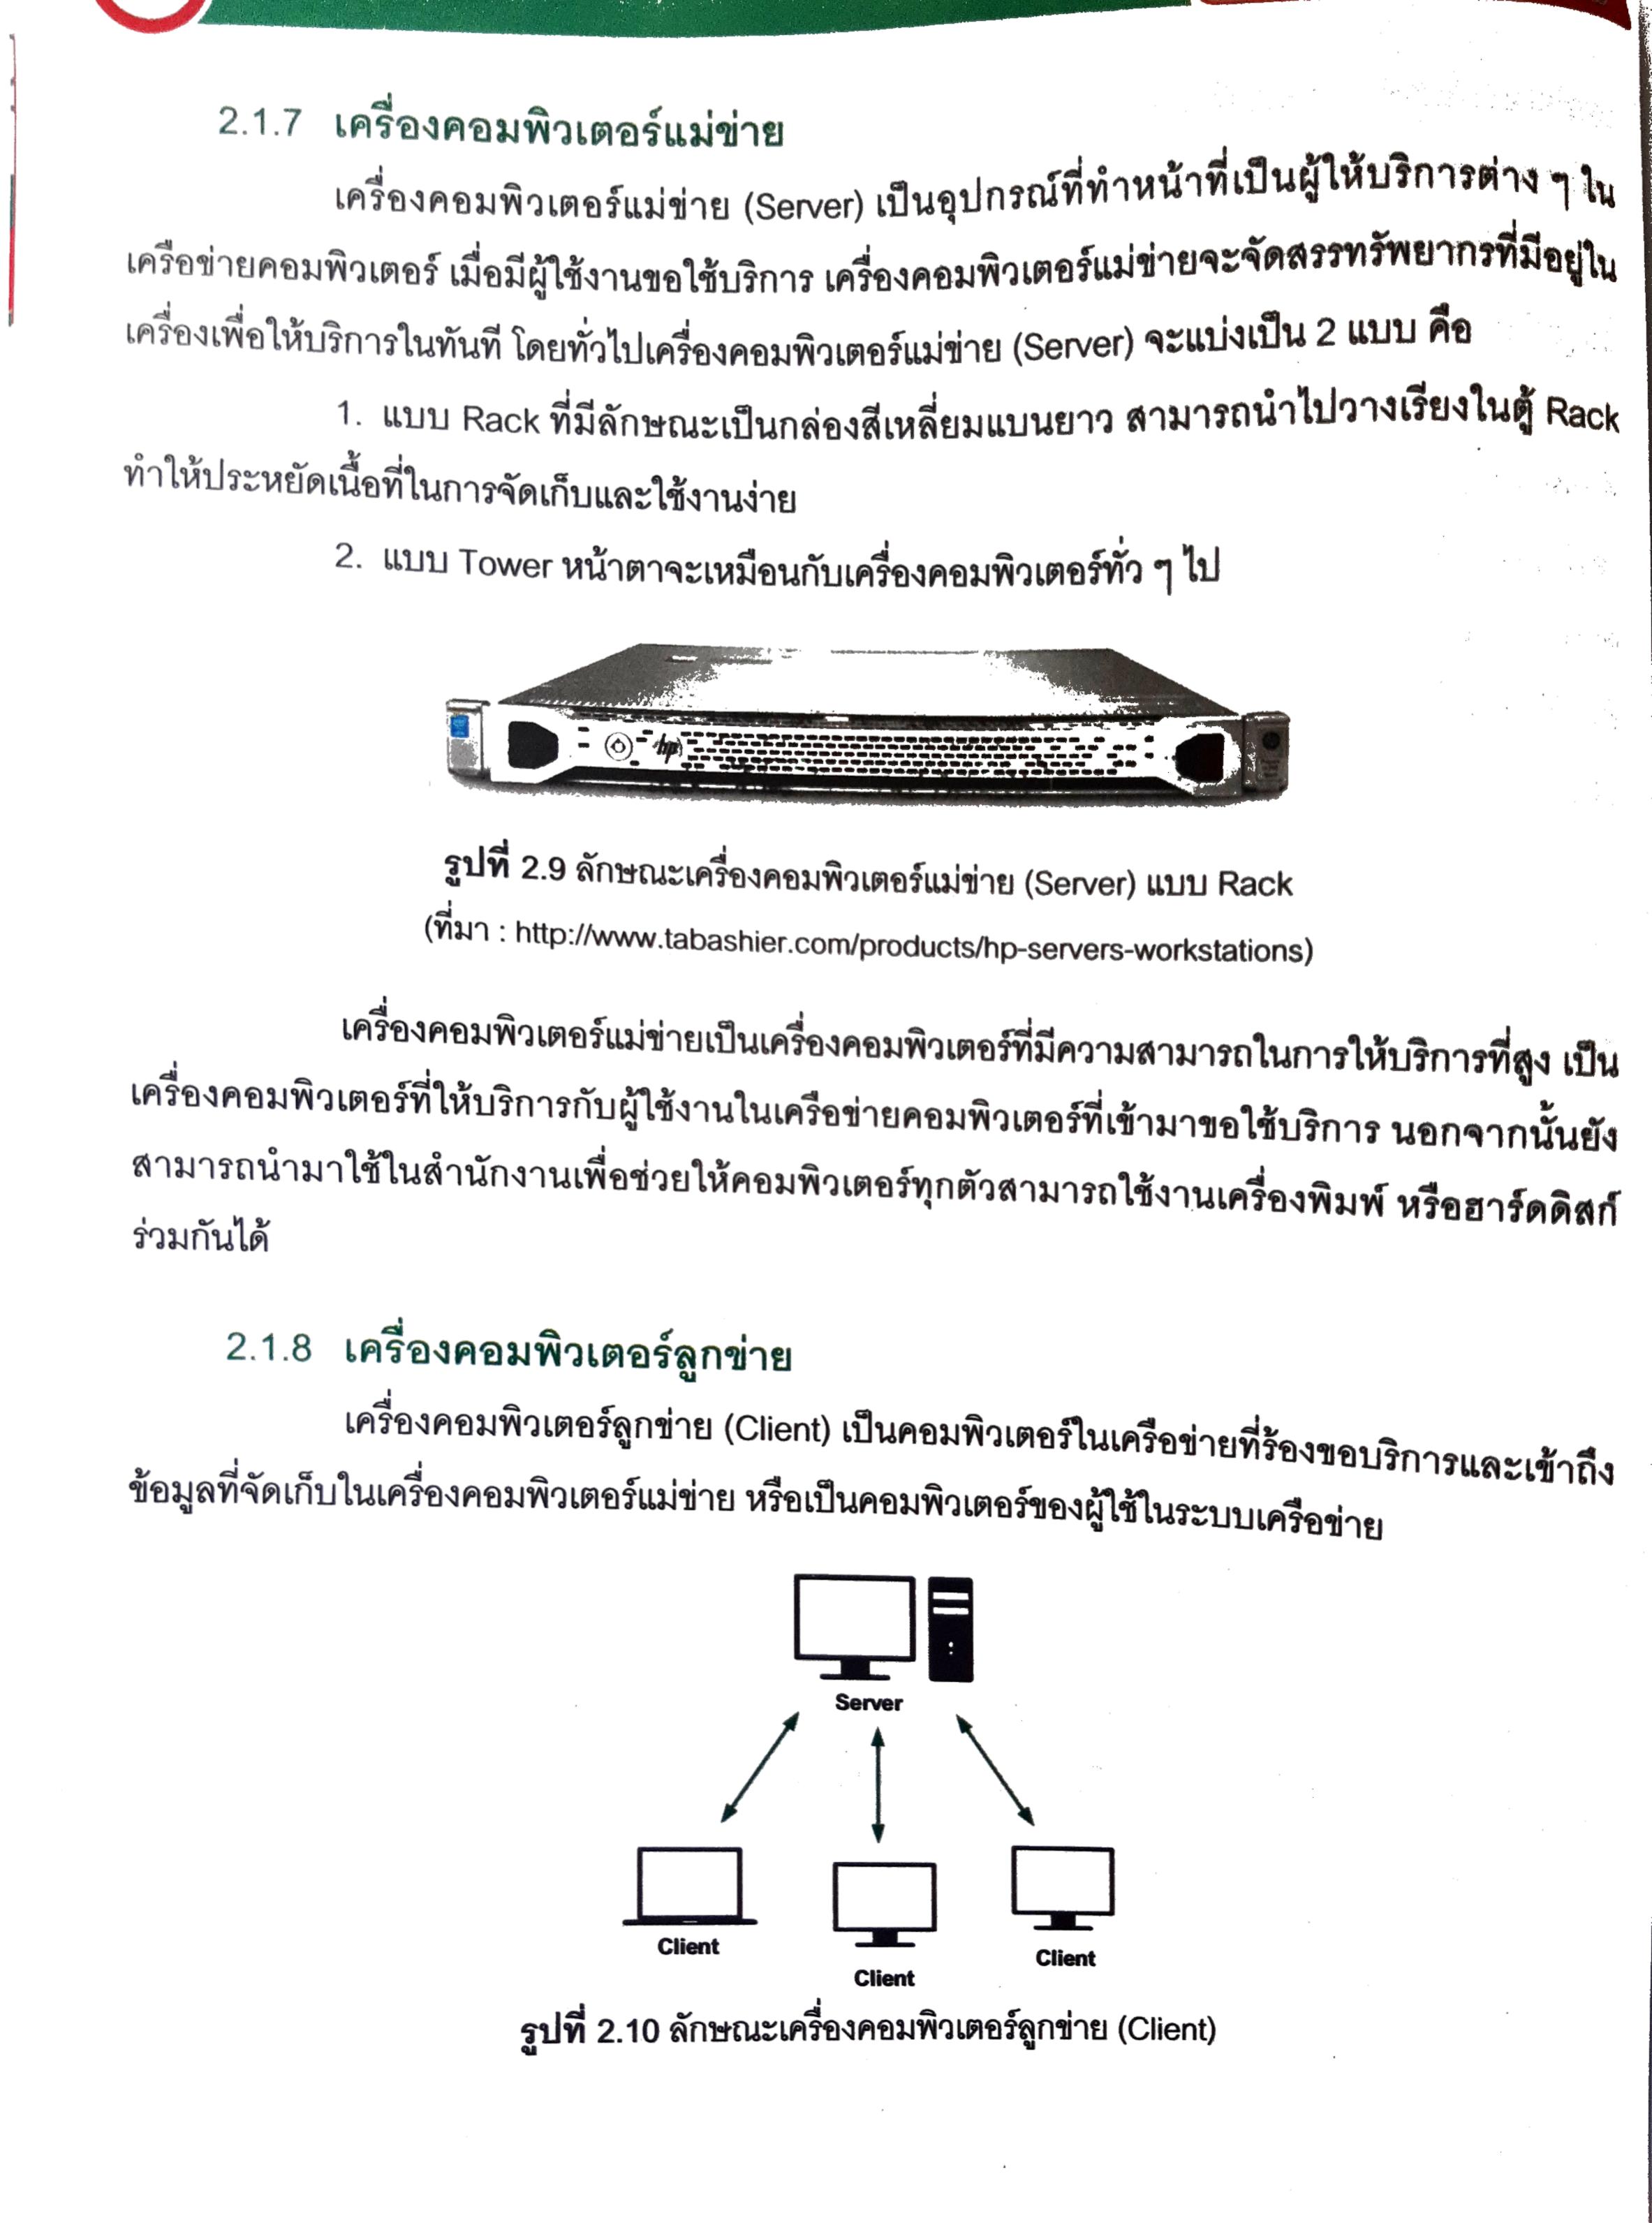 2.1.7 เครื่องคอมพิวเตอร์แม่ข่าย
เครื่องคอมพิวเตอร์แม่ข่าย (Server) เป็นอุปกรณ์ที่ทำหน้าที่เป็นผู้ให้บริการต่าง ๆ ใน
เครือข่ายคอมพิวเตอร์ เมื่อมีผู้ใช้งานขอใช้บริการ เครื่องคอมพิวเตอร์แม่ข่ายจะจัดสรรทรัพยากรที่มีอยู่ใน
เครื่องเพื่อให้บริการในทันที โดยทั่วไปเครื่องคอมพิวเตอร์แม่ข่าย (Server) จะแบ่งเป็น 2 แบบ คือ
1. แบบ Rack ที่มีลักษณะเป็นกล่องสี่เหลี่ยมแบนยาว สามารถนำไปวางเรียงในตู้ Rack
ทำให้ประหยัดเนื้อที่ในการจัดเก็บและใช้งานง่าย
2. แบบ Tower หน้าตาจะเหมือนกับเครื่องคอมพิวเตอร์ทั่ว ๆ ไป
hp
รูปที่ 2.9 ลักษณะเครื่องคอมพิวเตอร์แม่ข่าย (Server) แบบ Rack
(ที่มา : http://www.tabashier.com/products/hp-servers-workstations)
เครื่องคอมพิวเตอร์แม่ข่ายเป็นเครื่องคอมพิวเตอร์ที่มีความสามารถในการให้บริการที่สูง เป็น
เครื่องคอมพิวเตอร์ที่ให้บริการกับผู้ใช้งานในเครือข่ายคอมพิวเตอร์ที่เข้ามาขอใช้บริการ นอกจากนั้นยัง
สามารถนำมาใช้ในสำนักงานเพื่อช่วยให้คอมพิวเตอร์ทุกตัวสามารถใช้งานเครื่องพิมพ์ หรือฮาร์ดดิสก์
ร่วมกันได้
2.1.8 เครื่องคอมพิวเตอร์ลูกข่าย
เครื่องคอมพิวเตอร์ลูกข่าย (Client) เป็นคอมพิวเตอร์ในเครือข่ายที่ร้องขอบริการและเข้าถึง
ข้อมูลที่จัดเก็บในเครื่องคอมพิวเตอร์แม่ข่าย หรือเป็นคอมพิวเตอร์ของผู้ใช้ในระบบเครือข่าย
Server
Client
Client
Client
รูปที่ 2.10 ลักษณะเครื่องคอมพิวเตอร์ลูกข่าย (Client)